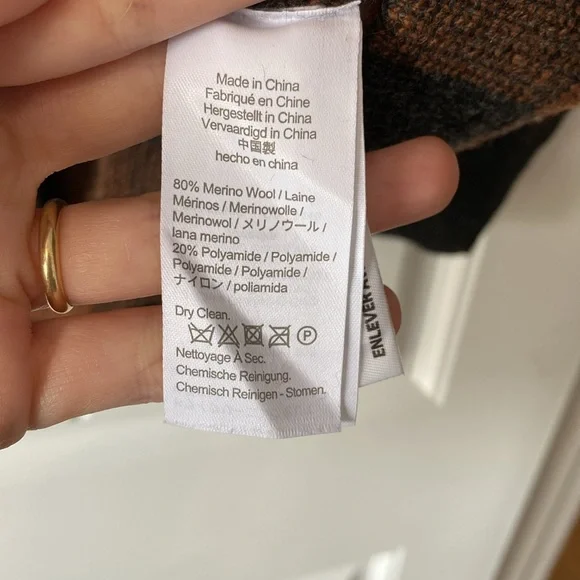 Made in China
Fabriqué en Chine
Hergestellt in China
Vervaardigd in China
中国製
hecho en china
80% Merino Wool / Laine
Mérinos / Merinowolle /
Merinowol / メリノウール /
lana merino
20% Polyamide / Polyamide /
Polyamide / Polyamide /
ナイロン / poliamida
Dry Clean.
P
Nettoyage À Sec.
Chemische Reinigung.
Chemisch Reinigen - Stomen.
ENLEVER